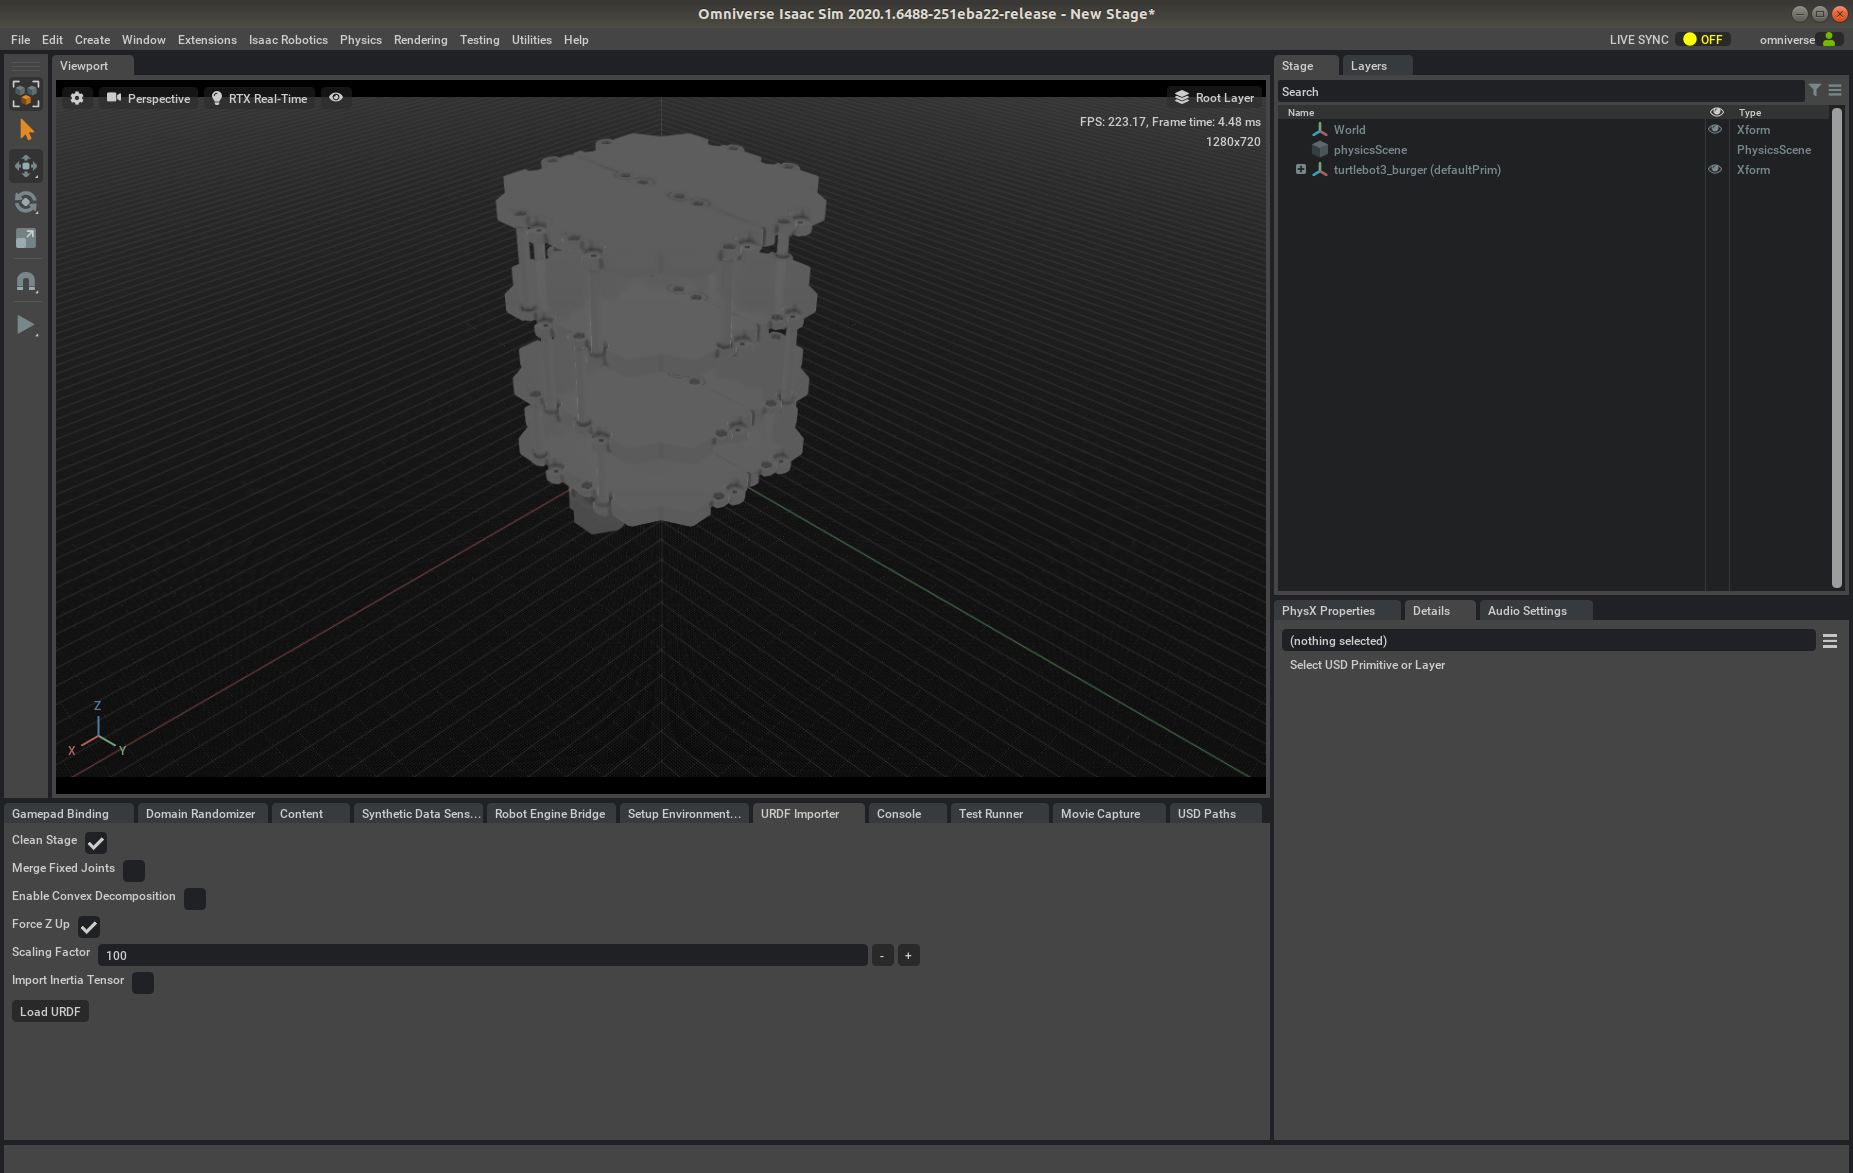 Omniverse Isaac Sim 2020.1.6488-251eba22-release - New Stage*
File Edit Create Window Extensions Isaac Robotics Physics Rendering Testing Utilities Help
LIVE SYNC OFF omniverse
Viewport
Perspective RTX Real-Time
Root Layer
FPS: 223.17, Frame time: 4.48 ms
1280x720
Z
X
Y
Stage Layers
Search
Name Type
World Xform
physicsScene PhysicsScene
turtlebot3_burger (defaultPrim) Xform
PhysX Properties Details Audio Settings
(nothing selected)
Select USD Primitive or Layer
Gamepad Binding Domain Randomizer Content Synthetic Data Sens... Robot Engine Bridge Setup Environment... URDF Importer Console Test Runner Movie Capture USD Paths
Clean Stage
Merge Fixed Joints
Enable Convex Decomposition
Force Z Up
Scaling Factor 100 - +
Import Inertia Tensor
Load URDF